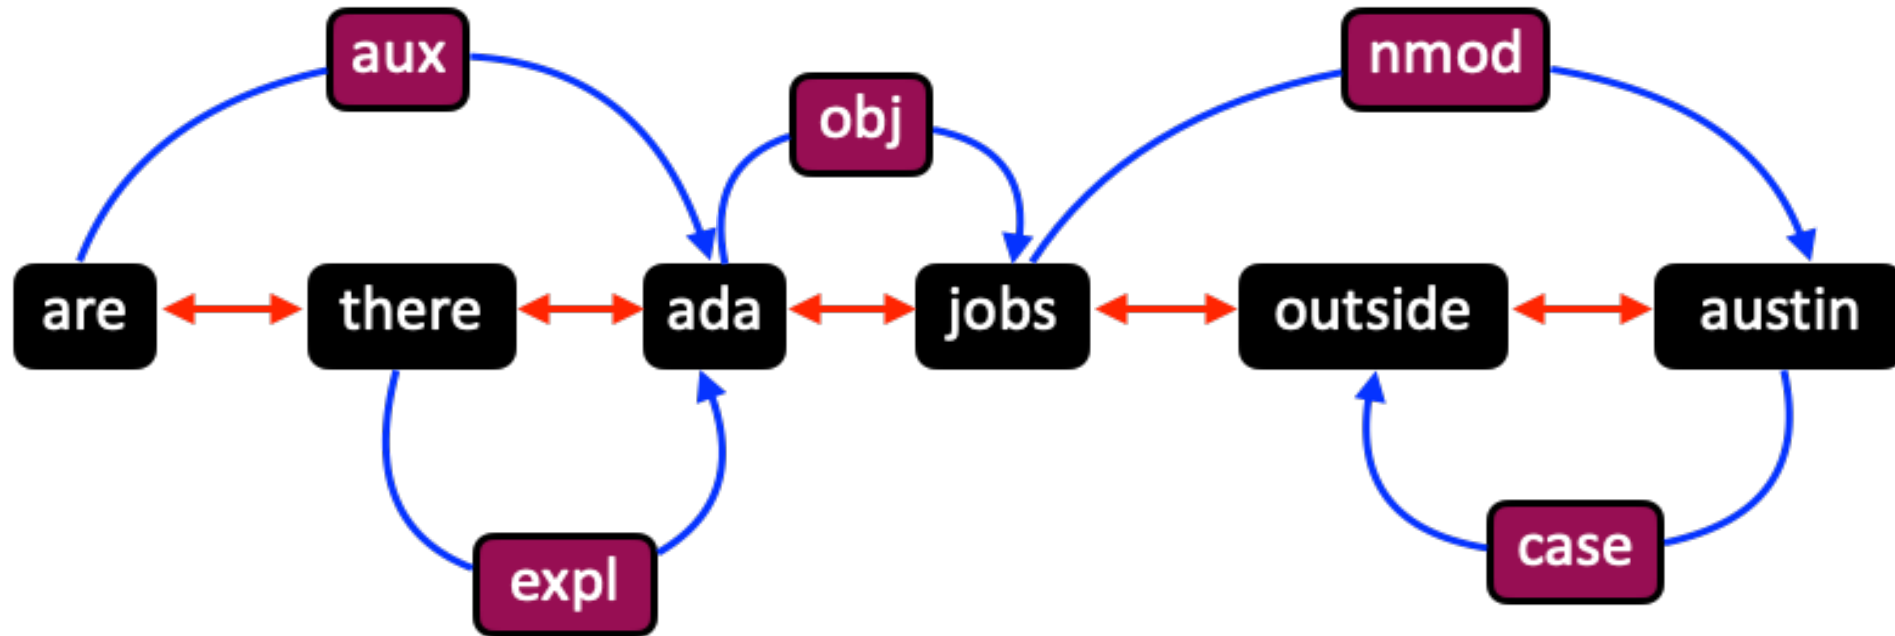 aux
nmod
obj
are there ada jobs outside austin
case
expl